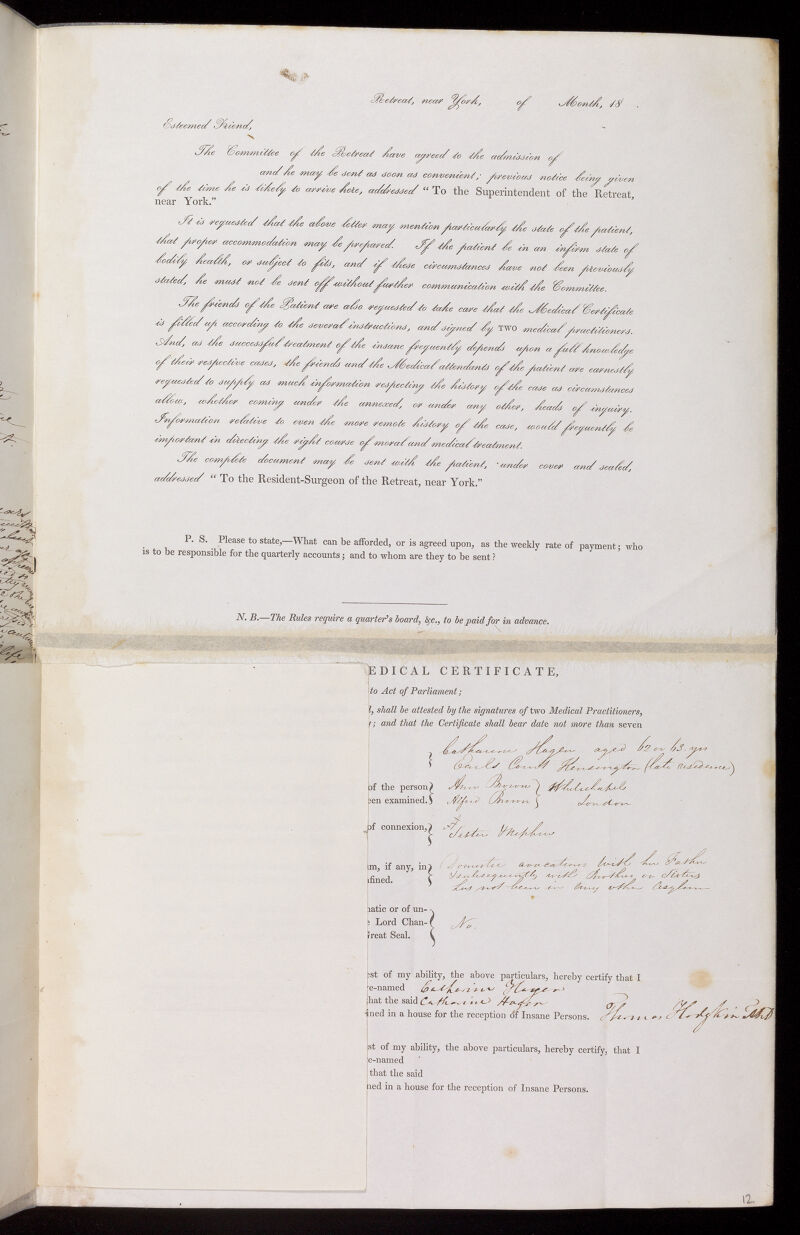 Retreat, near York, of Month, 18 .
Esteemed Friend,
The Committee of the Retreat have agreed to the admission of
and he may be sent as soon as convenient; previous notice being given
of the time he is likely to arrive here, addressed "To the Superintendent of the Retreat,
near York."
It is requested that the above letter may mention particularly the state of the patient,
that proper accommodation may be prepared. If the patient be in an infirm state of
bodily health, or subject to fits, and if these circumstances have not been previously
stated, he must not be sent off without further communication with the Committee.
The friends of the Patient are also requested to take care that the Medical Certificate
is filled up according to the several instructions, and signed by TWO medical practitioners.
And, as the successful treatment of the insane frequently depends upon a full knowledge
of their respective cases, the friends and the Medical attendants of the patient are earnestly
requested to supply as much information respecting the history of the case as circumstances
allow, whether coming under the annexed, or under any other, heads of inquiry.
Information relative to even the more remote history of the case, would frequently be
important in directing the right course of moral and medical treatment.
The complete document may be sent with the patient, under cover and sealed,
addressed "To the Resident-Surgeon of the Retreat, near York."
P. S. Please to state,—What can be afforded, or is agreed upon, as the weekly rate of payment; who
is to be responsible for the quarterly accounts; and to whom are they to be sent?
N. B.—The Rules require a quarter's board, &c., to be paid for in advance.
EDICAL CERTIFICATE,
to Act of Parliament;
, shall be attested by the signatures of two Medical Practitioners,
; and that the Certificate shall bear date not more than seven
Catharine Hagen aged 62 or 63 yrs
Earls Court Kensington (late residence)
of the person Ann Brown Whitechapel
een examined. Alfred Brown London
of connexion,
Sister Nephew
m, if any, in Domestic avocations with her Father
fined. Subsequently with Brother or Sisters
has not been in any other Asylum
natic or of un-
e Lord Chan- No.
Great Seal.
est of my ability, the above particulars, hereby certify that I
re-named Catharine Hagen
that the said Catharine Hagen
ined in a house for the reception of Insane Persons. Thomas Hodgkin M.D
st of my ability, the above particulars, hereby certify, that I
e-named
that the said
ned in a house for the reception of Insane Persons.
12